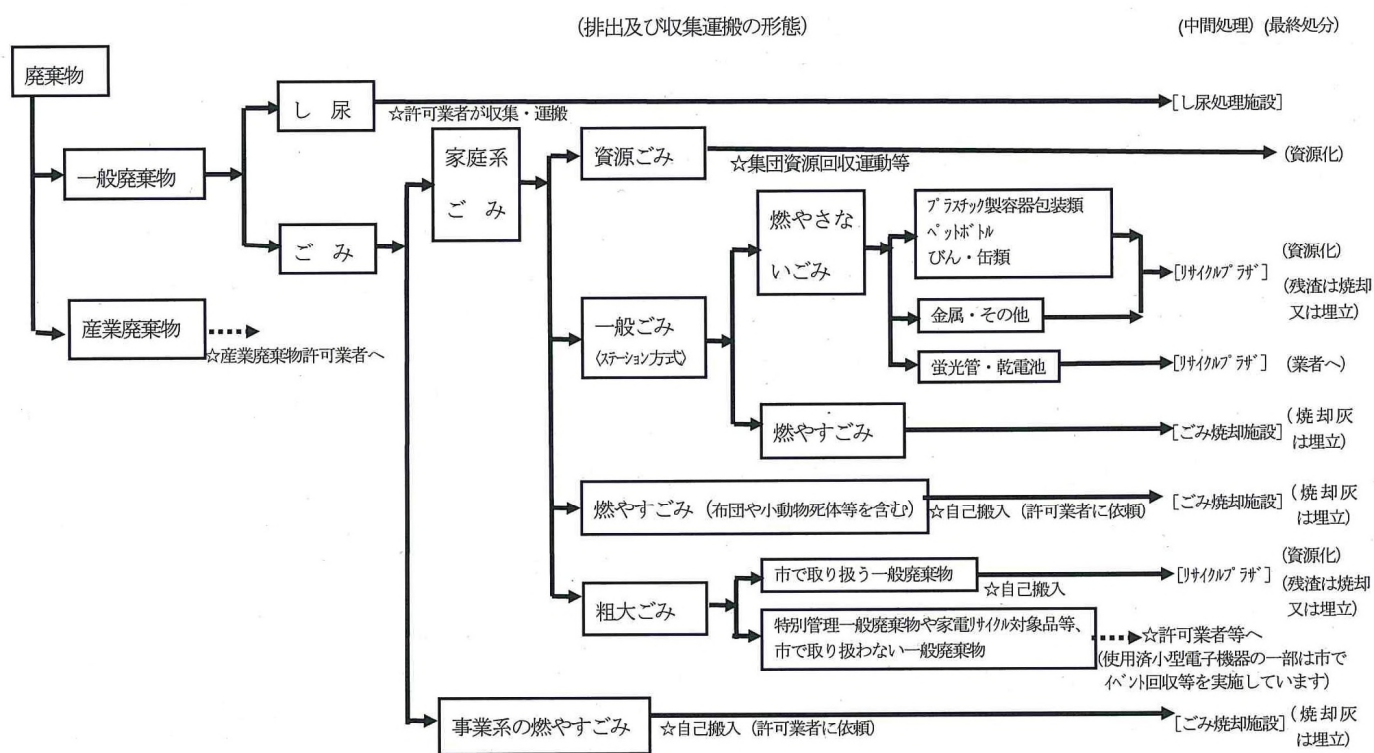 (排出及び収集運搬の形態)
(中間処理) (最終処分)
廃棄物
し 尿
☆許可業者が収集・運搬
[し尿処理施設]
一般廃棄物
家庭系
ご み
資源ごみ
☆集団資源回収運動等
(資源化)
ご み
燃やさな
いごみ
プラスチック製容器包装類
ペットボトル
びん・缶類
[リサイクルプラザ]
(資源化)
(残渣は焼却
又は埋立)
金属・その他
産業廃棄物
☆産業廃棄物許可業者へ
一般ごみ
〈ステーション方式〉
蛍光管・乾電池
[リサイクルプラザ] (業者へ)
燃やすごみ
[ごみ焼却施設]
(焼却灰
は埋立)
燃やすごみ (布団や小動物死体等を含む)
☆自己搬入 (許可業者に依頼)
[ごみ焼却施設]
(焼却灰
は埋立)
粗大ごみ
市で取り扱う一般廃棄物
☆自己搬入
[リサイクルプラザ]
(資源化)
(残渣は焼却
又は埋立)
特別管理一般廃棄物や家電リサイクル対象品等、
市で取り扱わない一般廃棄物
☆許可業者等へ
(使用済小型電子機器の一部は市で
イベント回収等を実施しています)
事業系の燃やすごみ
☆自己搬入 (許可業者に依頼)
[ごみ焼却施設]
(焼却灰
は埋立)